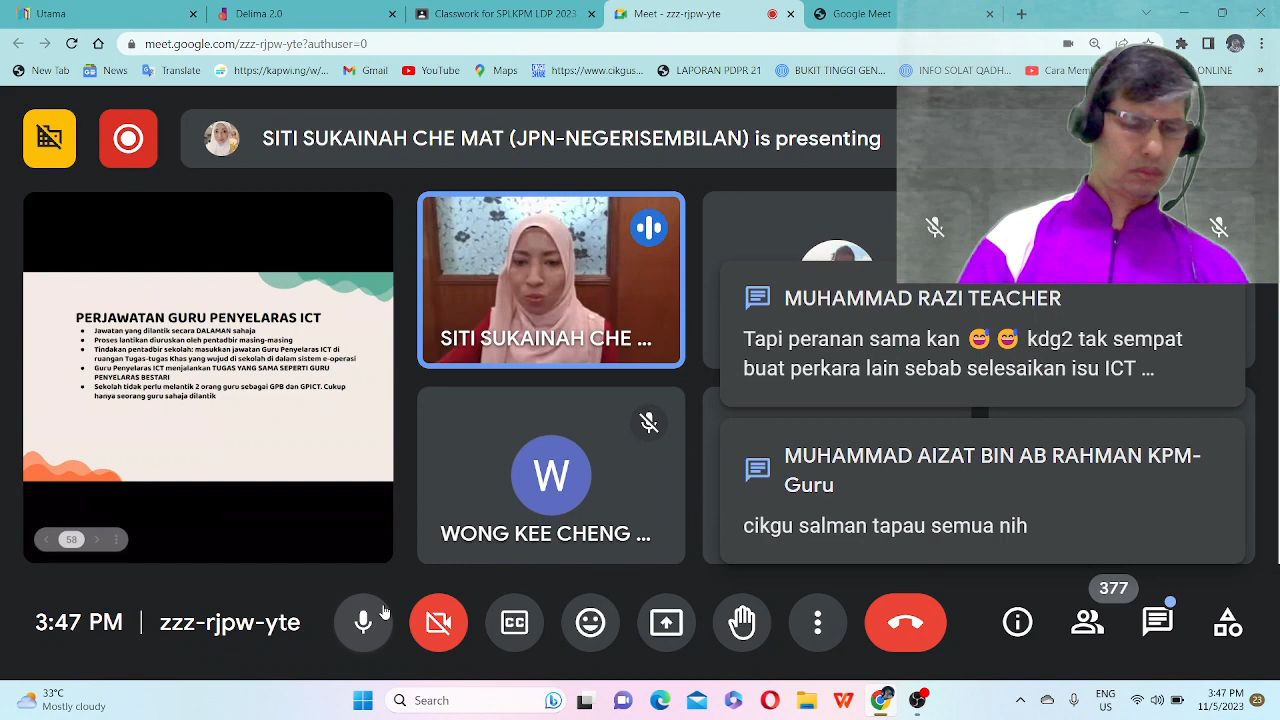 Utama
Delima 2.0
Classwork for SPLKPM LDP 2023
Meet - zzz-rjpw-yte
Google Meet
meet.google.com/zzz-rjpw-yte?authuser=0
New Tab
News
Translate
https://kapwing/w/...
Gmail
YouTube
Maps
https://www.cikgus...
LAPORAN PDPR 21
BUKIT TINGGI GEN...
INFO SOLAT QADH...
Cara Mem
ONLINE
SITI SUKAINAH CHE MAT (JPN-NEGERISEMBILAN) is presenting
PERJAWATAN GURU PENYELARAS ICT
Jawatan yang dilantik secara DALAMAN sahaja
Proses lantikan diuruskan oleh pentadbir masing-masing
Tindakan pentadbir sekolah: masukkan jawatan Guru Penyelaras ICT di
ruangan Tugas-tugas Khas yang wujud di sekolah di dalam sistem e-operasi
Guru Penyelaras ICT menjalankan TUGAS YANG SAMA SEPERTI GURU
PENYELARAS BESTARI
Sekolah tidak perlu melantik 2 orang guru sebagai GPB dan GPICT. Cukup
hanya seorang guru sahaja dilantik
58
SITI SUKAINAH CHE ...
W
WONG KEE CHENG ...
MUHAMMAD RAZI TEACHER
Tapi paham sama kan 😅 😅 kdg2 tak sempat
buat perkara lain sebab selesaikan isu ICT ...
MUHAMMAD AIZAT BIN AB RAHMAN KPM-
Guru
cikgu salman tapau semua nih
377
3:47 PM | zzz-rjpw-yte
CC
33°C
Mostly cloudy
Search
ENG
US
3:47 PM
11/5/2023
23